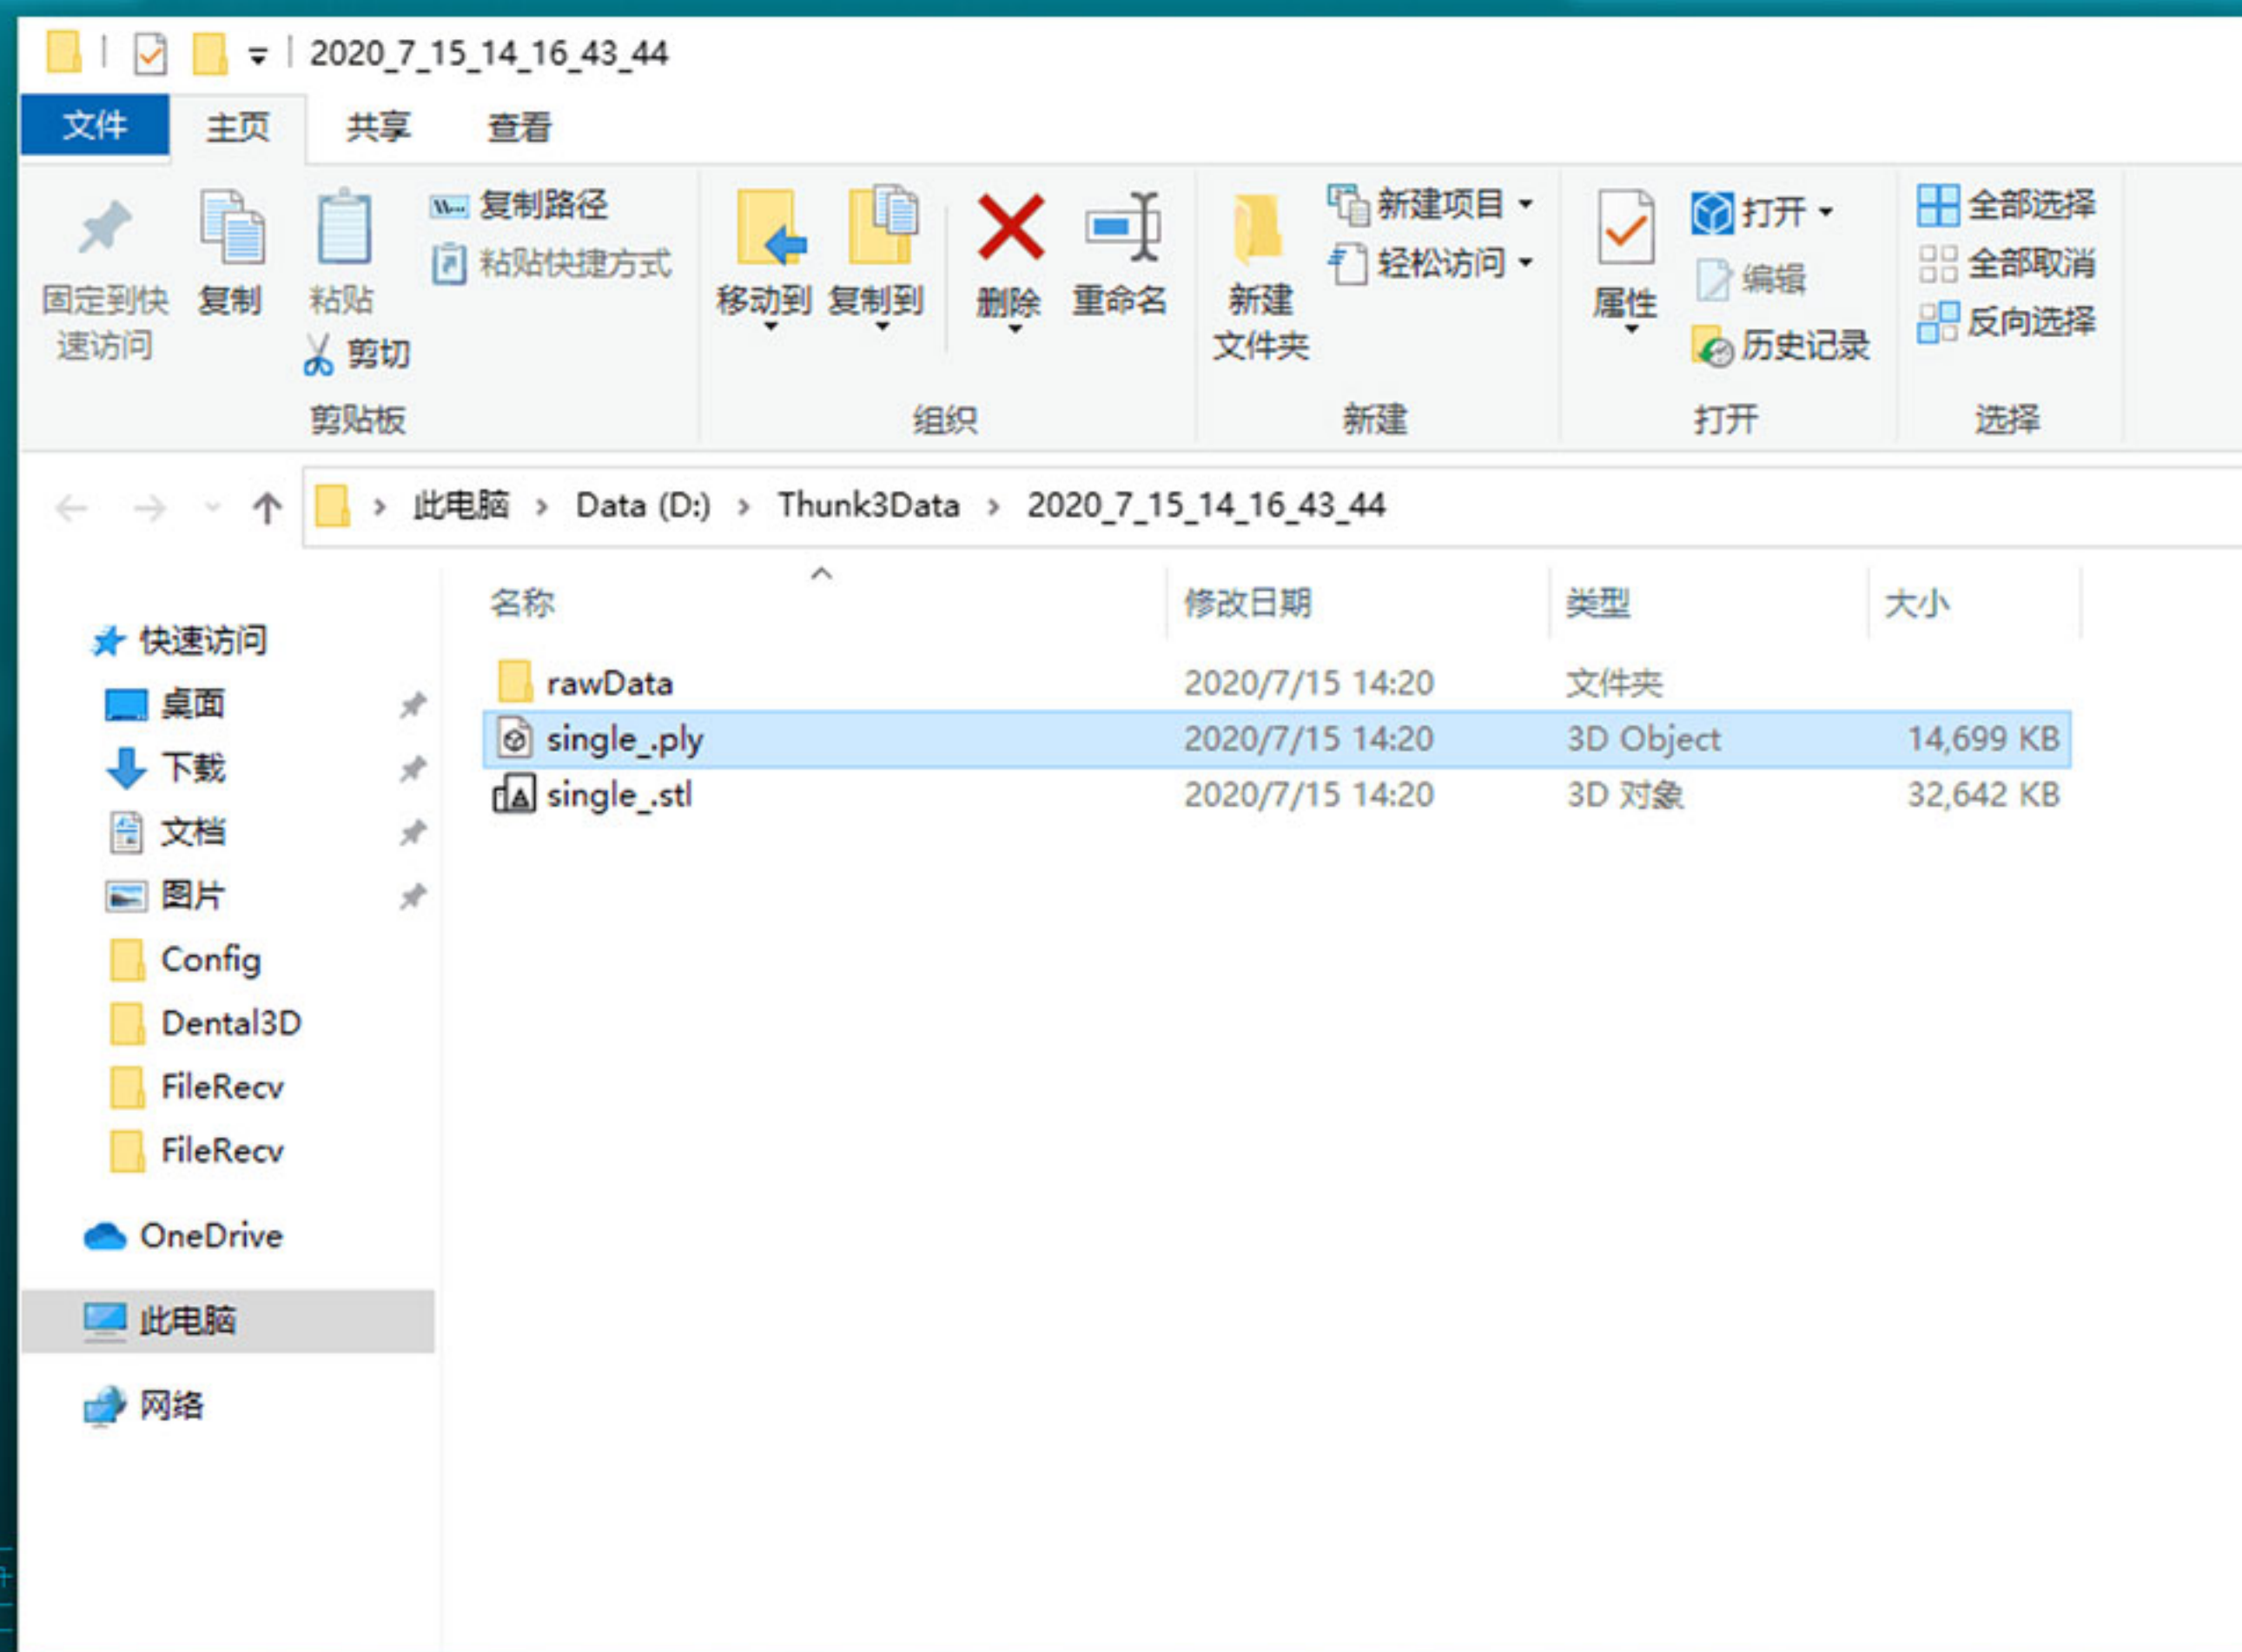 2020_7_15_14_16_43_44
文件 主页 共享 查看
固定到快速访问
复制
粘贴
复制路径
粘贴快捷方式
剪切
剪贴板
移动到
复制到
删除
重命名
组织
新建文件夹
新建项目
轻松访问
新建
属性
打开
编辑
历史记录
打开
全部选择
全部取消
反向选择
选择
此电脑 > Data (D:) > Thunk3Data > 2020_7_15_14_16_43_44
快速访问
桌面
下载
文档
图片
Config
Dental3D
FileRecv
FileRecv
OneDrive
此电脑
网络
名称 修改日期 类型 大小
rawData 2020/7/15 14:20 文件夹
single_.ply 2020/7/15 14:20 3D Object 14,699 KB
single_.stl 2020/7/15 14:20 3D 对象 32,642 KB